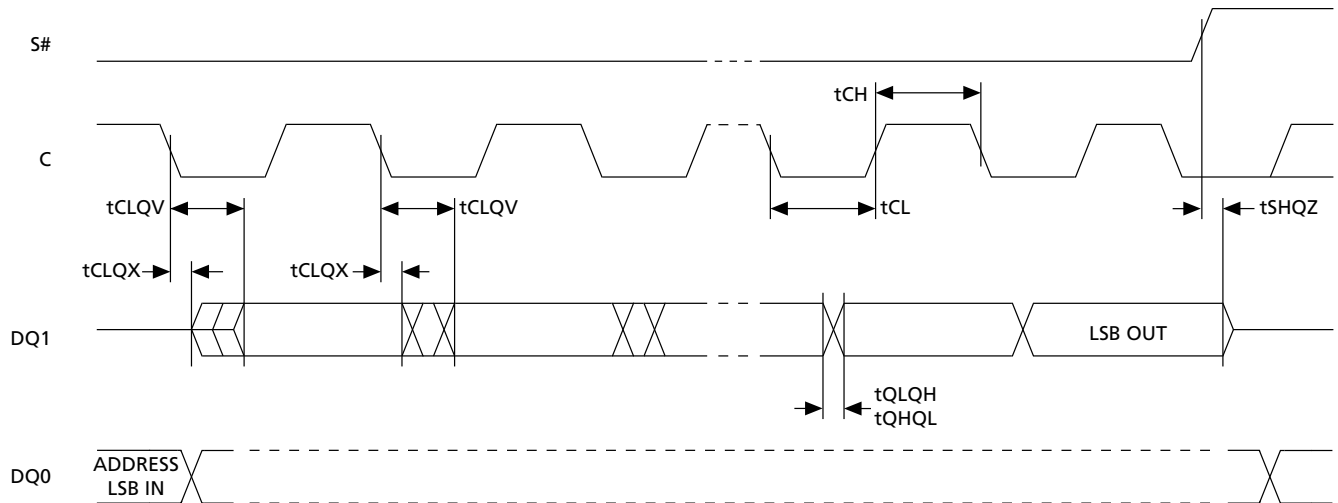 S#
tCH
C
tCLQV
tCLQV
tCL
tSHQZ
tCLQX
tCLQX
DQ1
LSB OUT
tQLQH
tQHQL
DQ0
ADDRESS
LSB IN